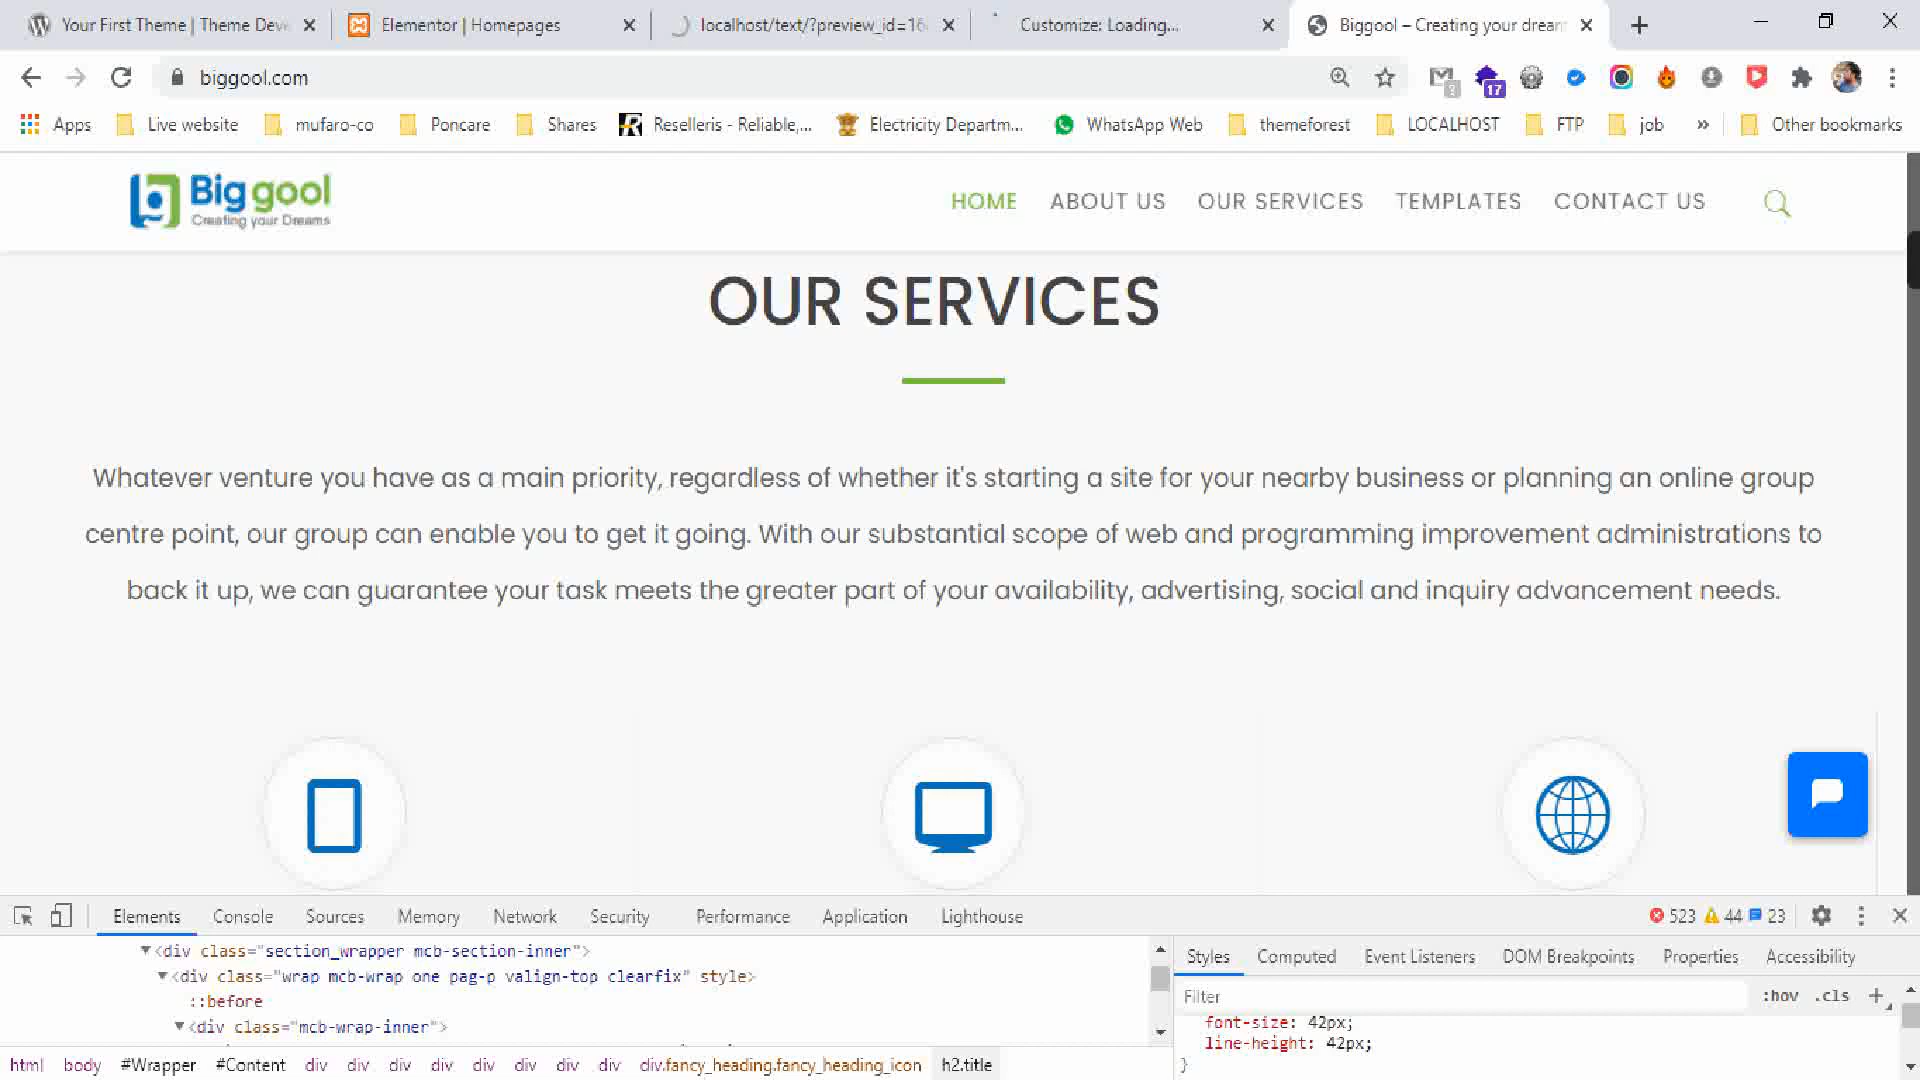 Your First Theme | Theme Deve
Elementor | Homepages
localhost/text/?preview_id=16
Customize: Loading...
Biggool – Creating your dream
biggool.com
17
Apps
Live website
mufaro-co
Poncare
Shares
Reselleris - Reliable,...
Electricity Departm...
WhatsApp Web
themeforest
LOCALHOST
FTP
job
»
Other bookmarks
Big gool
Creating your Dreams
HOME
ABOUT US
OUR SERVICES
TEMPLATES
CONTACT US
OUR SERVICES
Whatever venture you have as a main priority, regardless of whether it's starting a site for your nearby business or planning an online group
centre point, our group can enable you to get it going. With our substantial scope of web and programming improvement administrations to
back it up, we can guarantee your task meets the greater part of your availability, advertising, social and inquiry advancement needs.
Elements
Console
Sources
Memory
Network
Security
Performance
Application
Lighthouse
523
44
23
<div class="section_wrapper mcb-section-inner">
<div class="wrap mcb-wrap one pag-p valign-top clearfix" style>
::before
<div class="mcb-wrap-inner">
Styles
Computed
Event Listeners
DOM Breakpoints
Properties
Accessibility
Filter
:hov
.cls
+
font-size: 42px;
line-height: 42px;
}
html
body
#Wrapper
#Content
div
div
div
div
div
div
div
div
div.fancy_heading.fancy_heading_icon
h2.title